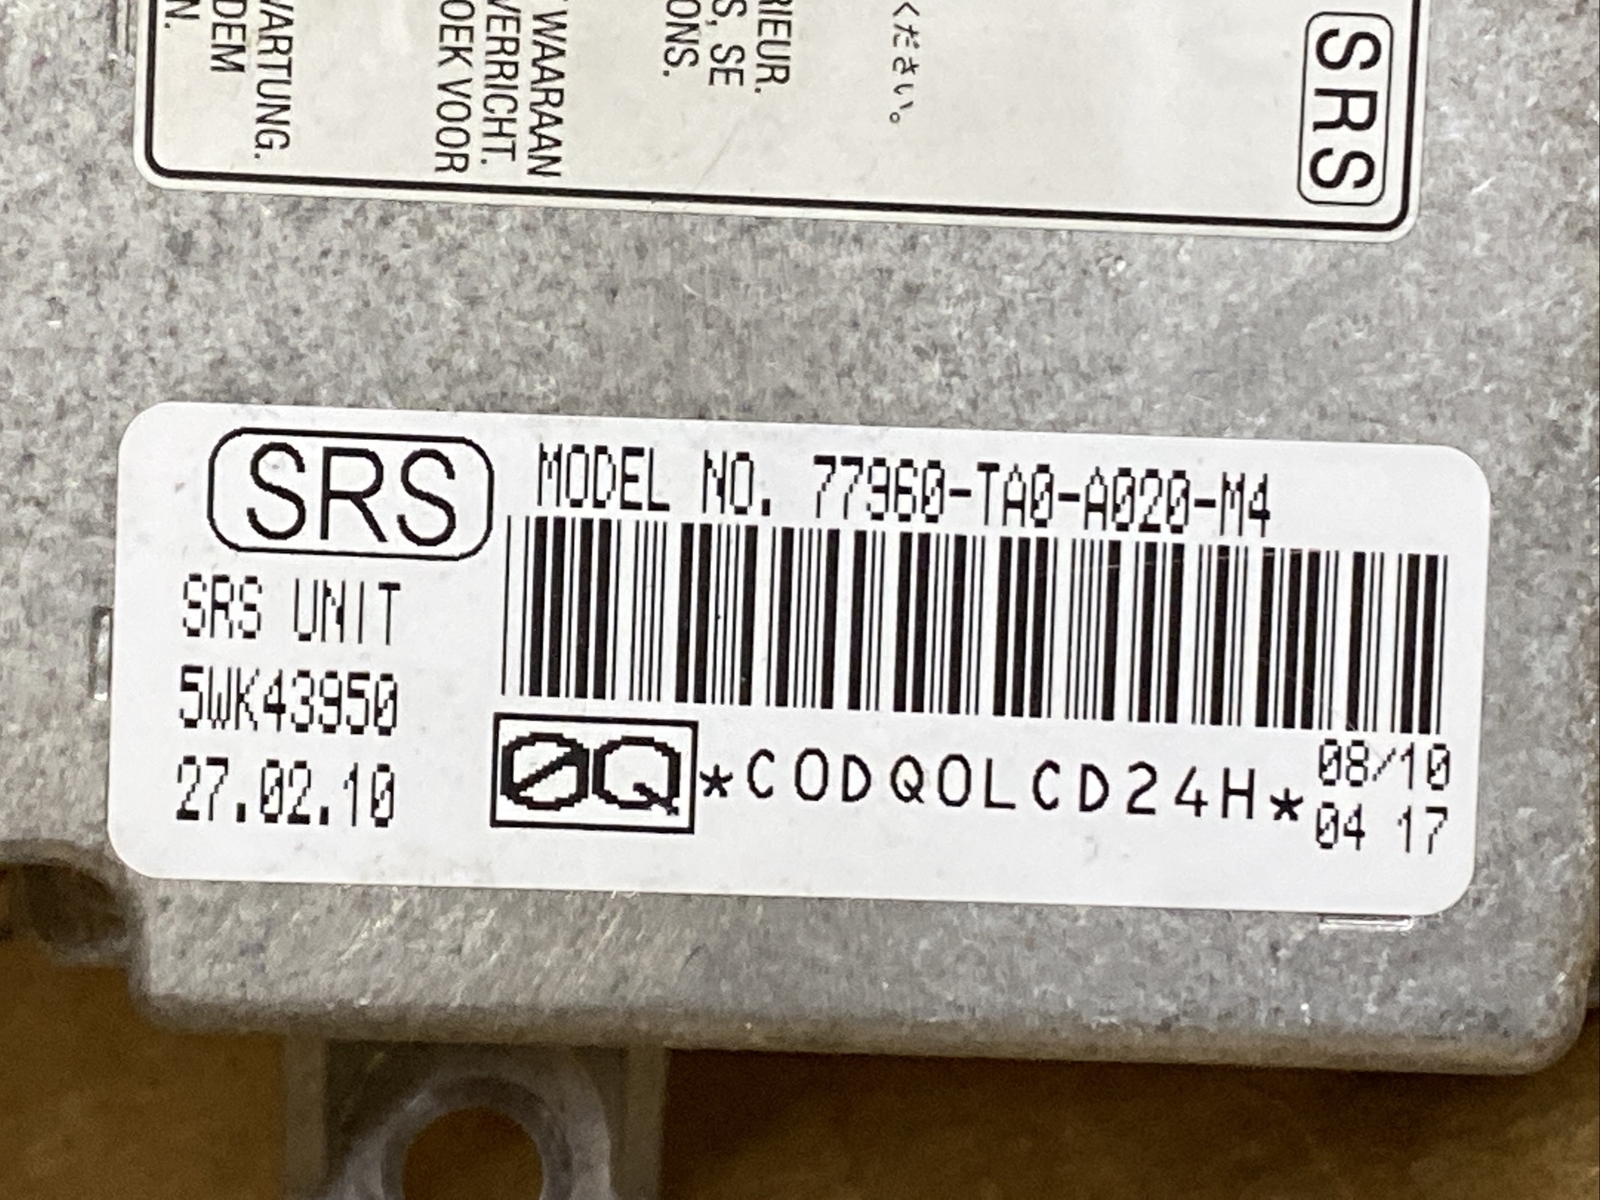 SRS
ください。
RIEUR.
S, SE
ONS.
WAARAAN
VERRICHT.
OEK VOOR
WARTUNG.
DEM
N.
SRS
MODEL NO. 77960-TA0-A020-M4
SRS UNIT
5WK43950
27.02.10
0Q
*C0DQ0LCD24H*
08/10
04 17